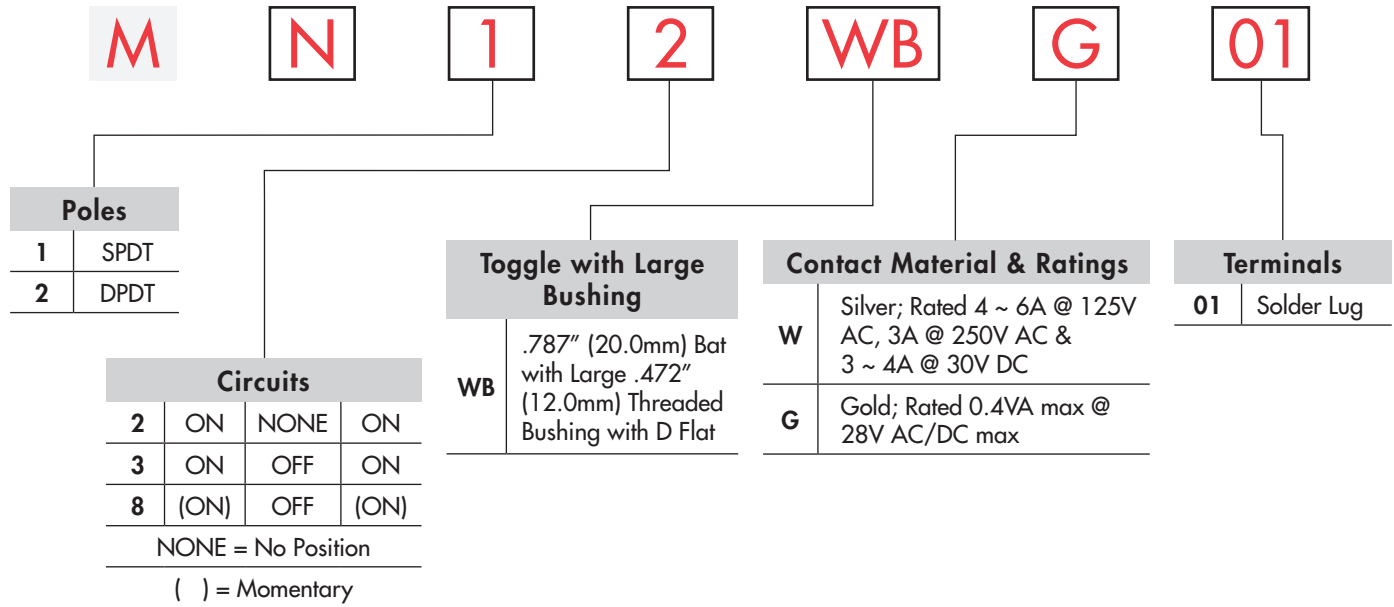 M N 1 2 WB G 01
Poles
1 SPDT
2 DPDT
Circuits
2 ON NONE ON
3 ON OFF ON
8 (ON) OFF (ON)
NONE = No Position
( ) = Momentary
Toggle with Large
Bushing
WB .787" (20.0mm) Bat
with Large .472"
(12.0mm) Threaded
Bushing with D Flat
Contact Material & Ratings
W Silver; Rated 4 ~ 6A @ 125V
AC, 3A @ 250V AC &
3 ~ 4A @ 30V DC
G Gold; Rated 0.4VA max @
28V AC/DC max
Terminals
01 Solder Lug